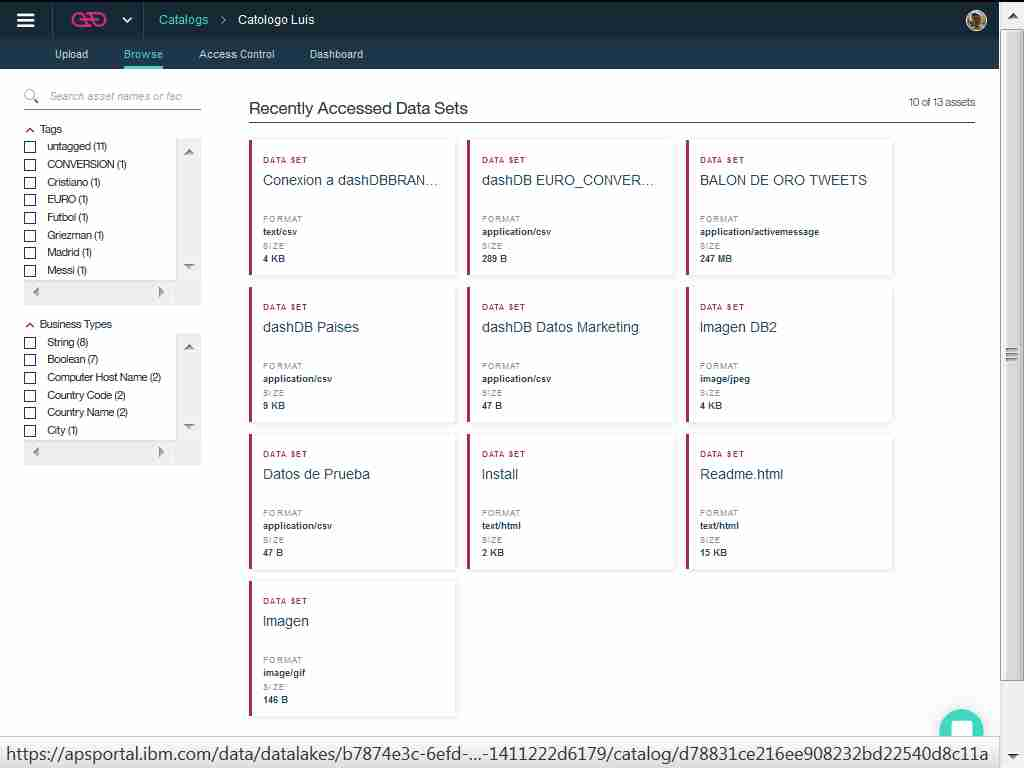 Catalogs > Catologo Luis
Upload Browse Access Control Dashboard
Search asset names or fac
Tags
untagged (11)
CONVERSION (1)
Cristiano (1)
EURO (1)
Futbol (1)
Griezman (1)
Madrid (1)
Messi (1)
Business Types
String (8)
Boolean (7)
Computer Host Name (2)
Country Code (2)
Country Name (2)
City (1)
Recently Accessed Data Sets
10 of 13 assets
DATA SET
Conexion a dashDBBRAN...
FORMAT
text/csv
SIZE
4 KB
DATA SET
dashDB EURO_CONVER...
FORMAT
application/csv
SIZE
289 B
DATA SET
BALON DE ORO TWEETS
FORMAT
application/activemessage
SIZE
247 MB
DATA SET
dashDB Paises
FORMAT
application/csv
SIZE
9 KB
DATA SET
dashDB Datos Marketing
FORMAT
application/csv
SIZE
47 B
DATA SET
Imagen DB2
FORMAT
image/jpeg
SIZE
4 KB
DATA SET
Datos de Prueba
FORMAT
application/csv
SIZE
47 B
DATA SET
Install
FORMAT
text/html
SIZE
2 KB
DATA SET
Readme.html
FORMAT
text/html
SIZE
15 KB
DATA SET
Imagen
FORMAT
image/gif
SIZE
146 B
https://apsportal.ibm.com/data/datalakes/b7874e3c-6efd-...-1411222d6179/catalog/d78831ce216ee908232bd22540d8c11a